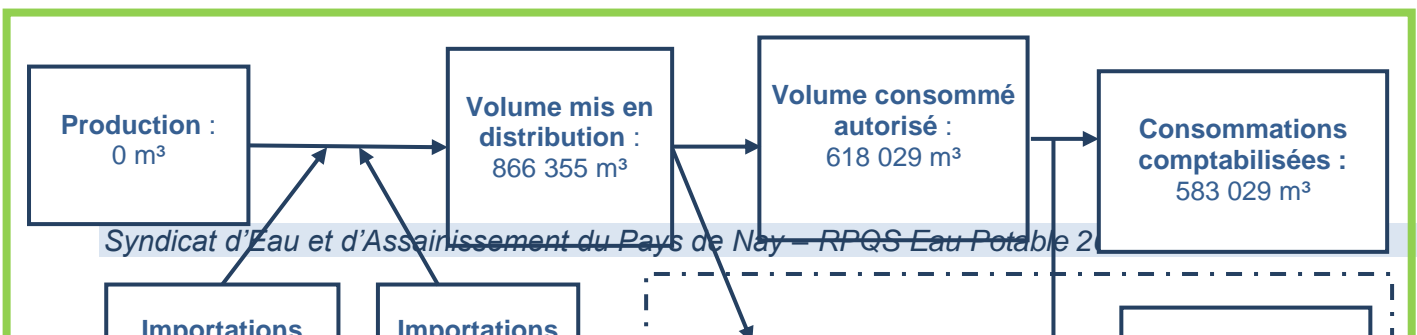 Production :
0 m³
Volume mis en
distribution :
866 355 m³
Volume consommé
autorisé :
618 029 m³
Consommations
comptabilisées :
583 029 m³
Syndicat d'Eau et d'Assainissement du Pays de Nay – RPQS Eau Potable
Importations
Importations